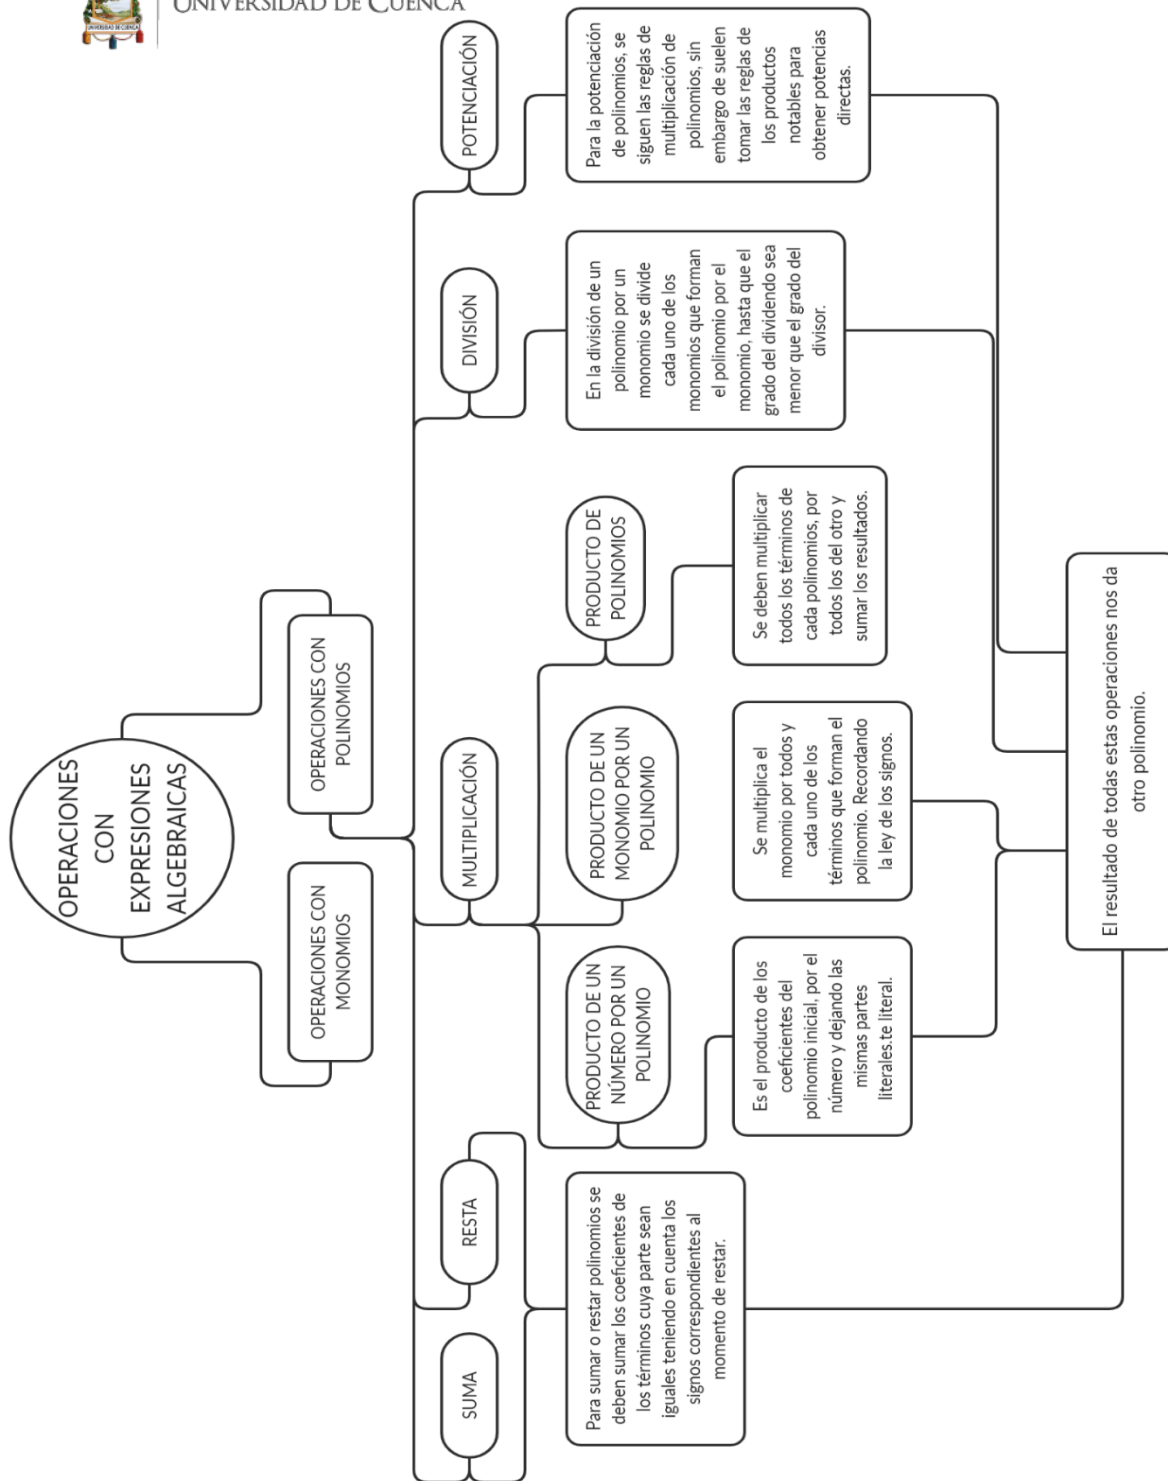 UNIVERSIDAD DE CUENCA
UNIVERSIDAD DE CUENCA
OPERACIONES
CON
EXPRESIONES
ALGEBRAICAS
OPERACIONES CON
MONOMIOS
OPERACIONES CON
POLINOMIOS
SUMA
RESTA
MULTIPLICACIÓN
DIVISIÓN
POTENCIACIÓN
Para sumar o restar polinomios se
deben sumar los coeficientes de
los términos cuya parte sean
iguales teniendo en cuenta los
signos correspondientes al
momento de restar.
PRODUCTO DE UN
NÚMERO POR UN
POLINOMIO
PRODUCTO DE UN
MONOMIO POR UN
POLINOMIO
PRODUCTO DE
POLINOMIOS
Es el producto de los
coeficientes del
polinomio inicial, por el
número y dejando las
mismas partes
literales.te literal.
Se multiplica el
monomio por todos y
cada uno de los
términos que forman el
polinomio. Recordando
la ley de los signos.
Se deben multiplicar
todos los términos de
cada polinomios, por
todos los del otro y
sumar los resultados.
En la división de un
polinomio por un
monomio se divide
cada uno de los
monomios que forman
el polinomio por el
monomio, hasta que el
grado del dividendo sea
menor que el grado del
divisor.
Para la potenciación
de polinomios, se
siguen las reglas de
multiplicación de
polinomios, sin
embargo de suelen
tomar las reglas de
los productos
notables para
obtener potencias
directas.
El resultado de todas estas operaciones nos da
otro polinomio.